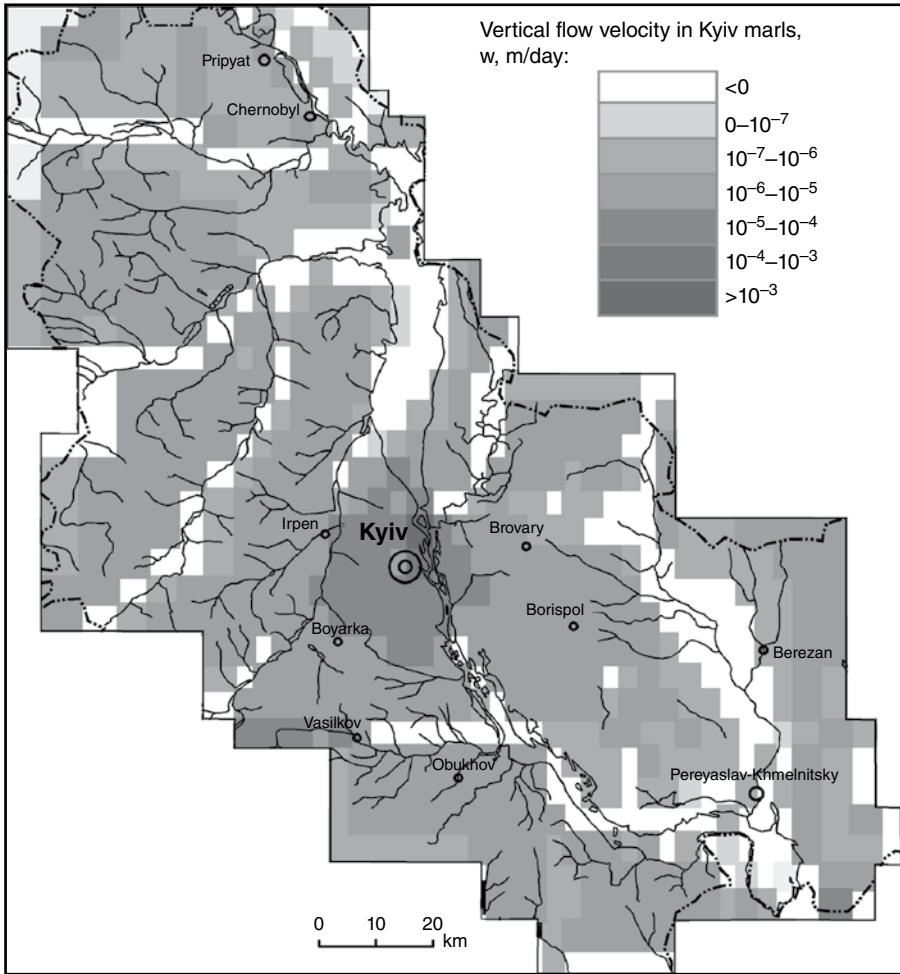 Vertical flow velocity in Kyiv marls,
w, m/day:
<0
0–10⁻⁷
10⁻⁷–10⁻⁶
10⁻⁶–10⁻⁵
10⁻⁵–10⁻⁴
10⁻⁴–10⁻³
>10⁻³
Pripyat
Chernobyl
Irpen
Kyiv
Brovary
Borispol
Boyarka
Berezan
Vasilkov
Obukhov
Pereyaslav-Khmelnitsky
0 10 20
km